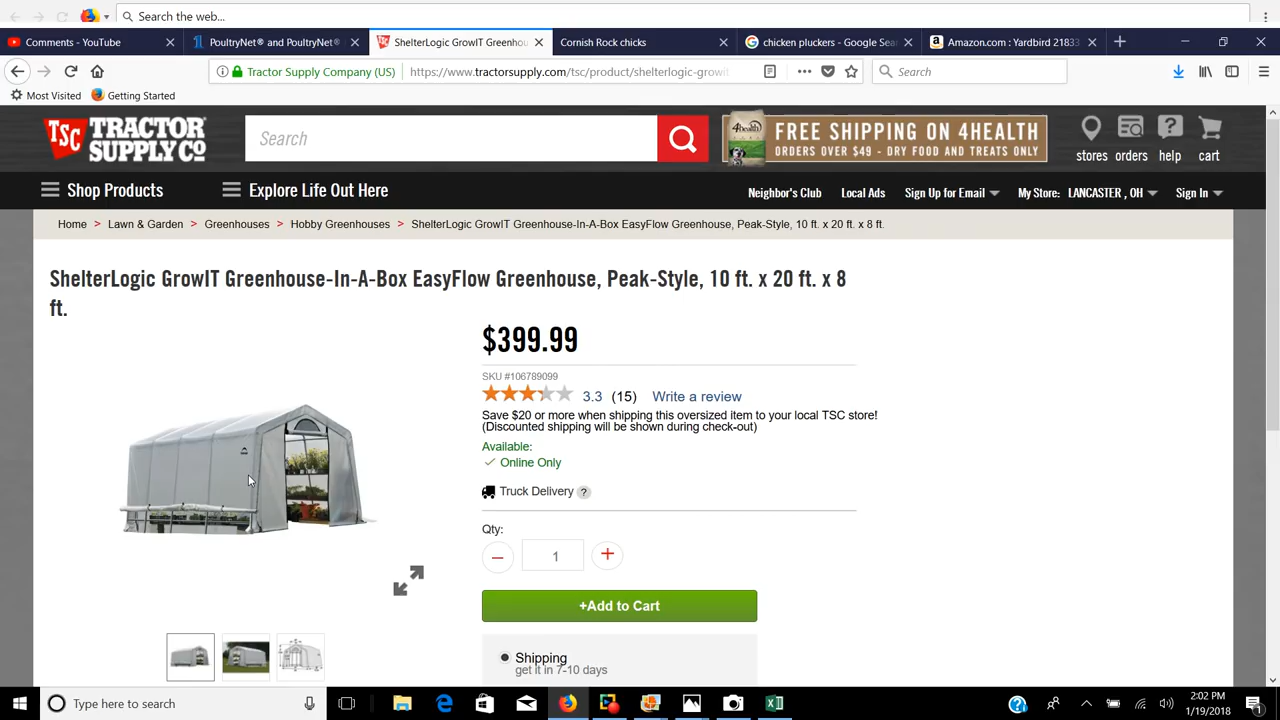 Search the web...
Comments - YouTube
PoultryNet® and PoultryNet®
ShelterLogic GrowIT Greenhou
Cornish Rock chicks
chicken pluckers - Google Sea
Amazon.com : Yardbird 21833
Tractor Supply Company (US)
https://www.tractorsupply.com/tsc/product/shelterlogic-growit
Search
Most Visited
Getting Started
TSC TRACTOR SUPPLY CO
Search
4health
FREE SHIPPING ON 4HEALTH
ORDERS OVER $49 - DRY FOOD AND TREATS ONLY
stores orders help cart
Shop Products
Explore Life Out Here
Neighbor's Club
Local Ads
Sign Up for Email
My Store: LANCASTER , OH
Sign In
Home > Lawn & Garden > Greenhouses > Hobby Greenhouses > ShelterLogic GrowIT Greenhouse-In-A-Box EasyFlow Greenhouse, Peak-Style, 10 ft. x 20 ft. x 8 ft.
ShelterLogic GrowIT Greenhouse-In-A-Box EasyFlow Greenhouse, Peak-Style, 10 ft. x 20 ft. x 8
ft.
$399.99
SKU #106789099
3.3 (15) Write a review
Save $20 or more when shipping this oversized item to your local TSC store!
(Discounted shipping will be shown during check-out)
Available:
Online Only
Truck Delivery ?
Qty:
1
+Add to Cart
Shipping
get it in 7-10 days
Type here to search
2:02 PM
1/19/2018
1